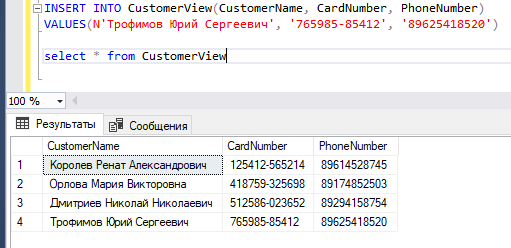 INSERT INTO CustomerView(CustomerName, CardNumber, PhoneNumber)
VALUES(N'Трофимов Юрий Сергеевич', '765985-85412', '89625418520')
select * from CustomerView
100 %
Результаты Сообщения
CustomerName CardNumber PhoneNumber
1 Королев Ренат Александрович 125412-565214 89614528745
2 Орлова Мария Викторовна 418759-325698 89174852503
3 Дмитриев Николай Николаевич 512586-023652 89294158754
4 Трофимов Юрий Сергеевич 765985-85412 89625418520